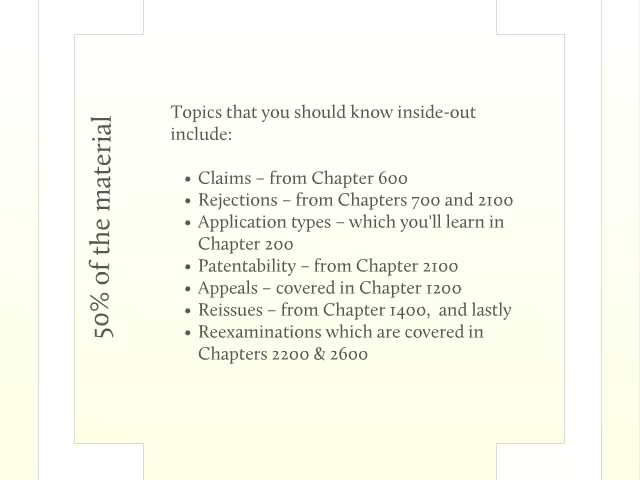 50% of the material
Topics that you should know inside-out
include:
• Claims – from Chapter 600
• Rejections – from Chapters 700 and 2100
• Application types – which you'll learn in
Chapter 200
• Patentability – from Chapter 2100
• Appeals – covered in Chapter 1200
• Reissues – from Chapter 1400,  and lastly
• Reexaminations which are covered in
Chapters 2200 & 2600